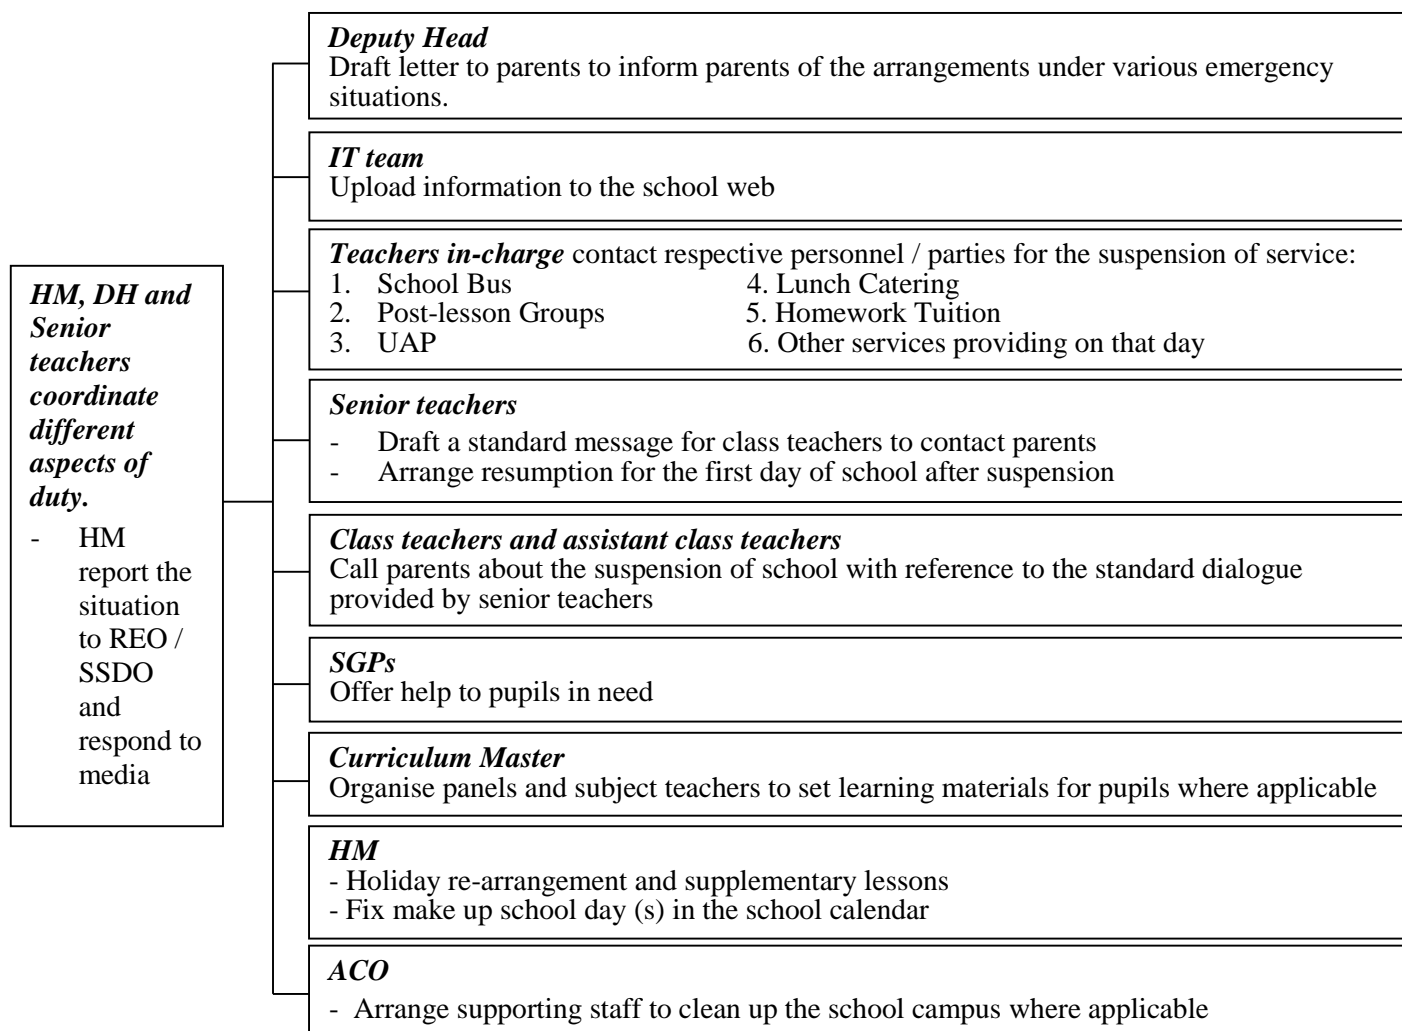 HM, DH and
Senior
teachers
coordinate
different
aspects of
duty.
- HM
report the
situation
to REO /
SSDO
and
respond to
media
Deputy Head
Draft letter to parents to inform parents of the arrangements under various emergency
situations.
IT team
Upload information to the school web
Teachers in-charge contact respective personnel / parties for the suspension of service:
1. School Bus 4. Lunch Catering
2. Post-lesson Groups 5. Homework Tuition
3. UAP 6. Other services providing on that day
Senior teachers
- Draft a standard message for class teachers to contact parents
- Arrange resumption for the first day of school after suspension
Class teachers and assistant class teachers
Call parents about the suspension of school with reference to the standard dialogue
provided by senior teachers
SGPs
Offer help to pupils in need
Curriculum Master
Organise panels and subject teachers to set learning materials for pupils where applicable
HM
- Holiday re-arrangement and supplementary lessons
- Fix make up school day (s) in the school calendar
ACO
- Arrange supporting staff to clean up the school campus where applicable